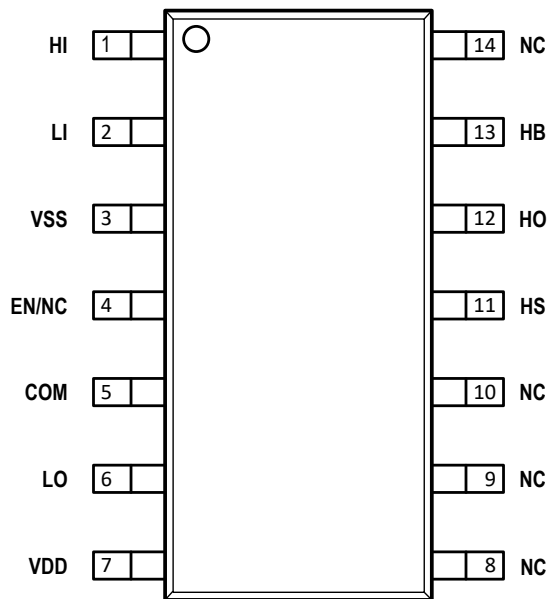 HI 1 14 NC
LI 2 13 HB
VSS 3 12 HO
EN/NC 4 11 HS
COM 5 10 NC
LO 6 9 NC
VDD 7 8 NC